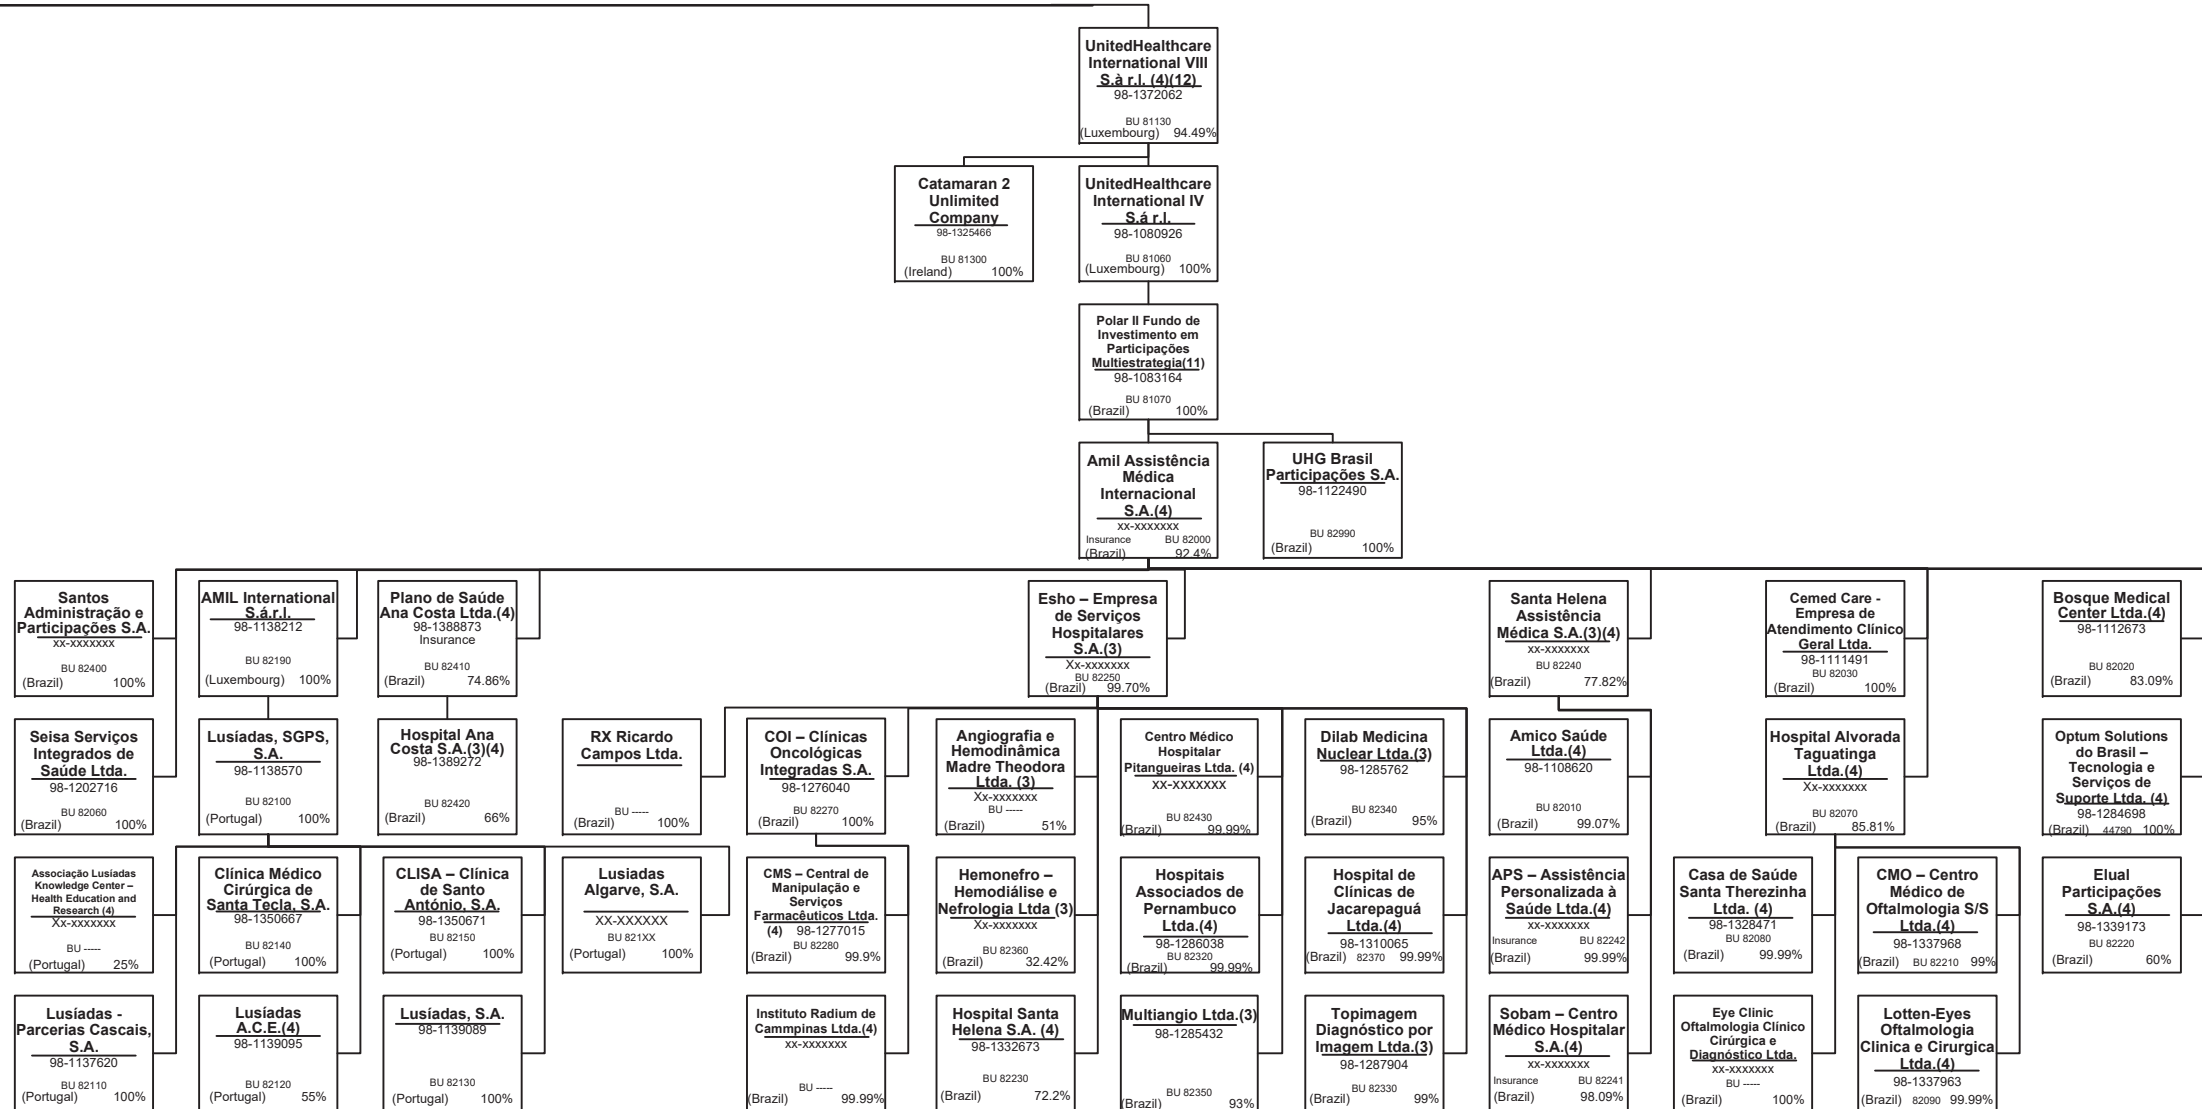 UnitedHealthcare
International VIII
S.à r.l. (4)(12)
98-1372062
BU 81130
(Luxembourg) 94.49%
Catamaran 2
Unlimited
Company
98-1325466
BU 81300
(Ireland) 100%
UnitedHealthcare
International IV
S.á r.l.
98-1080926
BU 81060
(Luxembourg) 100%
Polar II Fundo de
Investimento em
Participações
Multiestrategia(11)
98-1083164
BU 81070
(Brazil) 100%
Amil Assistência
Médica
Internacional
S.A.(4)
xx-xxxxxxx
Insurance BU 82000
(Brazil) 92.4%
UHG Brasil
Participações S.A.
98-1122490
BU 82990
(Brazil) 100%
Santos
Administração e
Participações S.A.
xx-xxxxxxx
BU 82400
(Brazil) 100%
AMIL International
S.á.r.l.
98-1138212
BU 82190
(Luxembourg) 100%
Plano de Saúde
Ana Costa Ltda.(4)
98-1388873
Insurance
BU 82410
(Brazil) 74.86%
Esho – Empresa
de Serviços
Hospitalares
S.A.(3)
Xx-xxxxxxx
BU 82250
(Brazil) 99.70%
Santa Helena
Assistência
Médica S.A.(3)(4)
xx-xxxxxxx
BU 82240
(Brazil) 77.82%
Cemed Care -
Empresa de
Atendimento Clínico
Geral Ltda.
98-1111491
BU 82030
(Brazil) 100%
Bosque Medical
Center Ltda.(4)
98-1112673
BU 82020
(Brazil) 83.09%
Seisa Serviços
Integrados de
Saúde Ltda.
98-1202716
BU 82060
(Brazil) 100%
Lusíadas, SGPS,
S.A.
98-1138570
BU 82100
(Portugal) 100%
Hospital Ana
Costa S.A.(3)(4)
98-1389272
BU 82420
(Brazil) 66%
RX Ricardo
Campos Ltda.
BU -----
(Brazil) 100%
COI – Clínicas
Oncológicas
Integradas S.A.
98-1276040
BU 82270
(Brazil) 100%
Angiografia e
Hemodinâmica
Madre Theodora
Ltda. (3)
Xx-xxxxxxx
BU -----
(Brazil) 51%
Centro Médico
Hospitalar
Pitangueiras Ltda. (4)
xx-xxxxxxx
BU 82430
(Brazil) 99.99%
Dilab Medicina
Nuclear Ltda.(3)
98-1285762
BU 82340
(Brazil) 95%
Amico Saúde
Ltda.(4)
98-1108620
BU 82010
(Brazil) 99.07%
Hospital Alvorada
Taguatinga
Ltda.(4)
Xx-xxxxxxx
BU 82070
(Brazil) 85.81%
Optum Solutions
do Brasil –
Tecnologia e
Serviços de
Suporte Ltda. (4)
98-1284698
(Brazil) 44790 100%
Associação Lusíadas
Knowledge Center –
Health Education and
Research (4)
Xx-xxxxxxx
BU -----
(Portugal) 25%
Clínica Médico
Cirúrgica de
Santa Tecla, S.A.
98-1350667
BU 82140
(Portugal) 100%
CLISA – Clínica
de Santo
António, S.A.
98-1350671
BU 82150
(Portugal) 100%
Lusiadas
Algarve, S.A.
XX-XXXXXX
BU 821XX
(Portugal) 100%
CMS – Central de
Manipulação e
Serviços
Farmacêuticos Ltda.
(4) 98-1277015
BU 82280
(Brazil) 99.9%
Hemonefro –
Hemodiálise e
Nefrologia Ltda (3)
Xx-xxxxxxx
BU 82360
(Brazil) 32.42%
Hospitais
Associados de
Pernambuco
Ltda.(4)
98-1286038
BU 82320
(Brazil) 99.99%
Hospital de
Clínicas de
Jacarepaguá
Ltda.(4)
98-1310065
(Brazil) 82370 99.99%
APS – Assistência
Personalizada à
Saúde Ltda.(4)
xx-xxxxxxx
Insurance BU 82242
(Brazil) 99.99%
Casa de Saúde
Santa Therezinha
Ltda. (4)
98-1328471
BU 82080
(Brazil) 99.99%
CMO – Centro
Médico de
Oftalmologia S/S
Ltda.(4)
98-1337968
(Brazil) BU 82210 99%
Elual
Participações
S.A.(4)
98-1339173
BU 82220
(Brazil) 60%
Lusíadas -
Parcerias Cascais,
S.A.
98-1137620
BU 82110
(Portugal) 100%
Lusíadas
A.C.E.(4)
98-1139095
BU 82120
(Portugal) 55%
Lusíadas, S.A.
98-1139089
BU 82130
(Portugal) 100%
Instituto Radium de
Cammpinas Ltda.(4)
xx-xxxxxxx
BU -----
(Brazil) 99.99%
Hospital Santa
Helena S.A. (4)
98-1332673
BU 82230
(Brazil) 72.2%
Multiangio Ltda.(3)
98-1285432
BU 82350
(Brazil) 93%
Topimagem
Diagnóstico por
Imagem Ltda.(3)
98-1287904
BU 82330
(Brazil) 99%
Sobam – Centro
Médico Hospitalar
S.A.(4)
xx-xxxxxxx
Insurance BU 82241
(Brazil) 98.09%
Eye Clinic
Oftalmologia Clínico
Cirúrgica e
Diagnóstico Ltda.
xx-xxxxxxx
BU -----
(Brazil) 100%
Lotten-Eyes
Oftalmologia
Clinica e Cirurgica
Ltda.(4)
98-1337963
(Brazil) 82090 99.99%